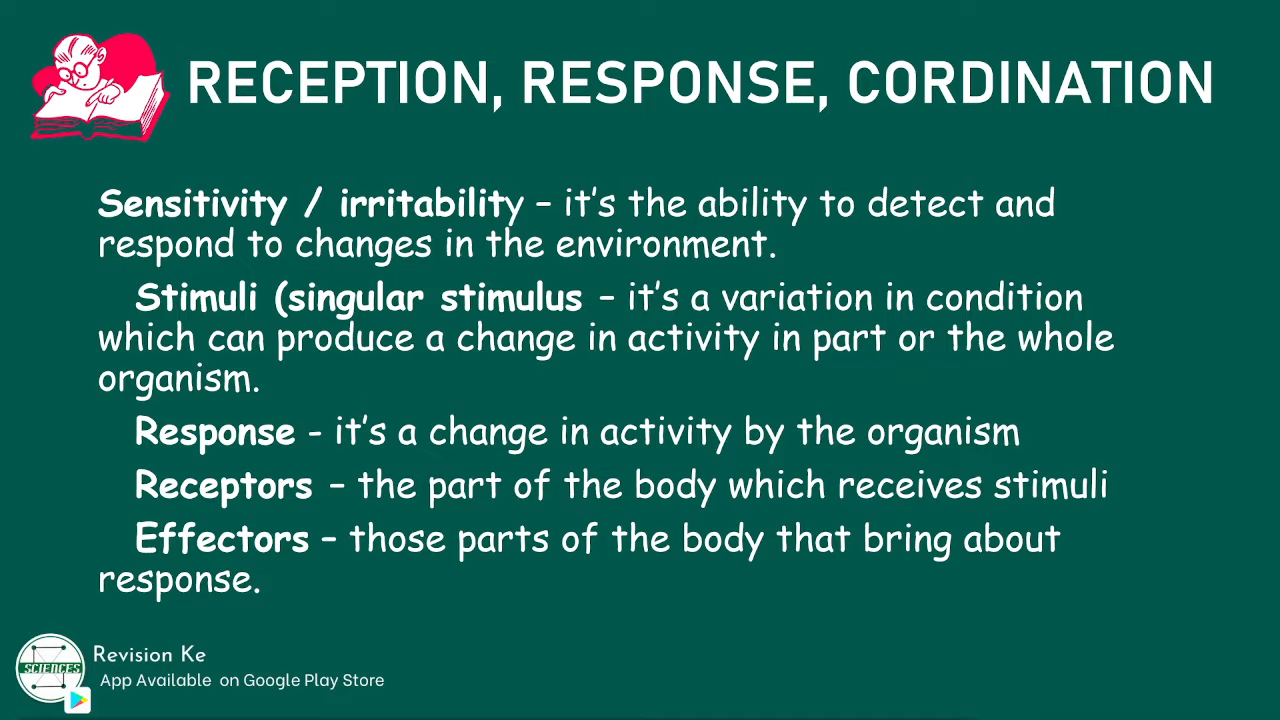 RECEPTION, RESPONSE, CORDINATION
Sensitivity / irritability – it’s the ability to detect and
respond to changes in the environment.
Stimuli (singular stimulus – it’s a variation in condition
which can produce a change in activity in part or the whole
organism.
Response - it’s a change in activity by the organism
Receptors – the part of the body which receives stimuli
Effectors – those parts of the body that bring about
response.
SCIENCES
Revision Ke
App Available on Google Play Store